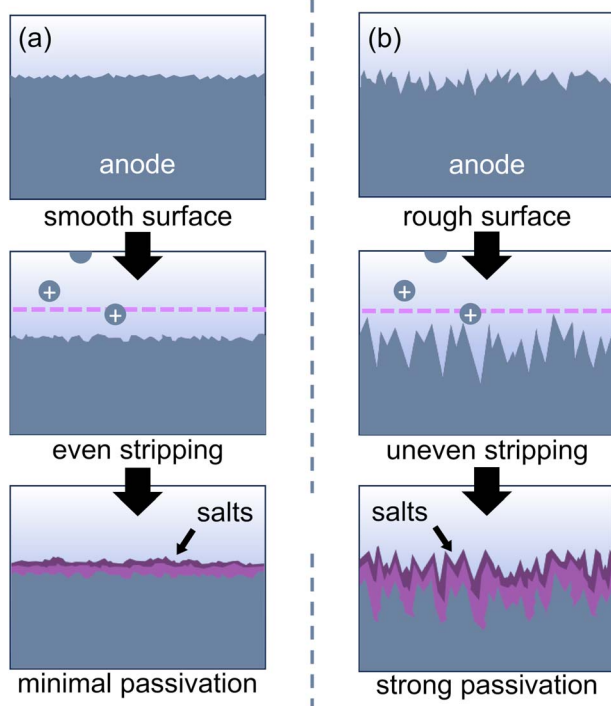 (a)
anode
smooth surface
+
+
even stripping
salts
minimal passivation
(b)
anode
rough surface
+
+
uneven stripping
salts
strong passivation